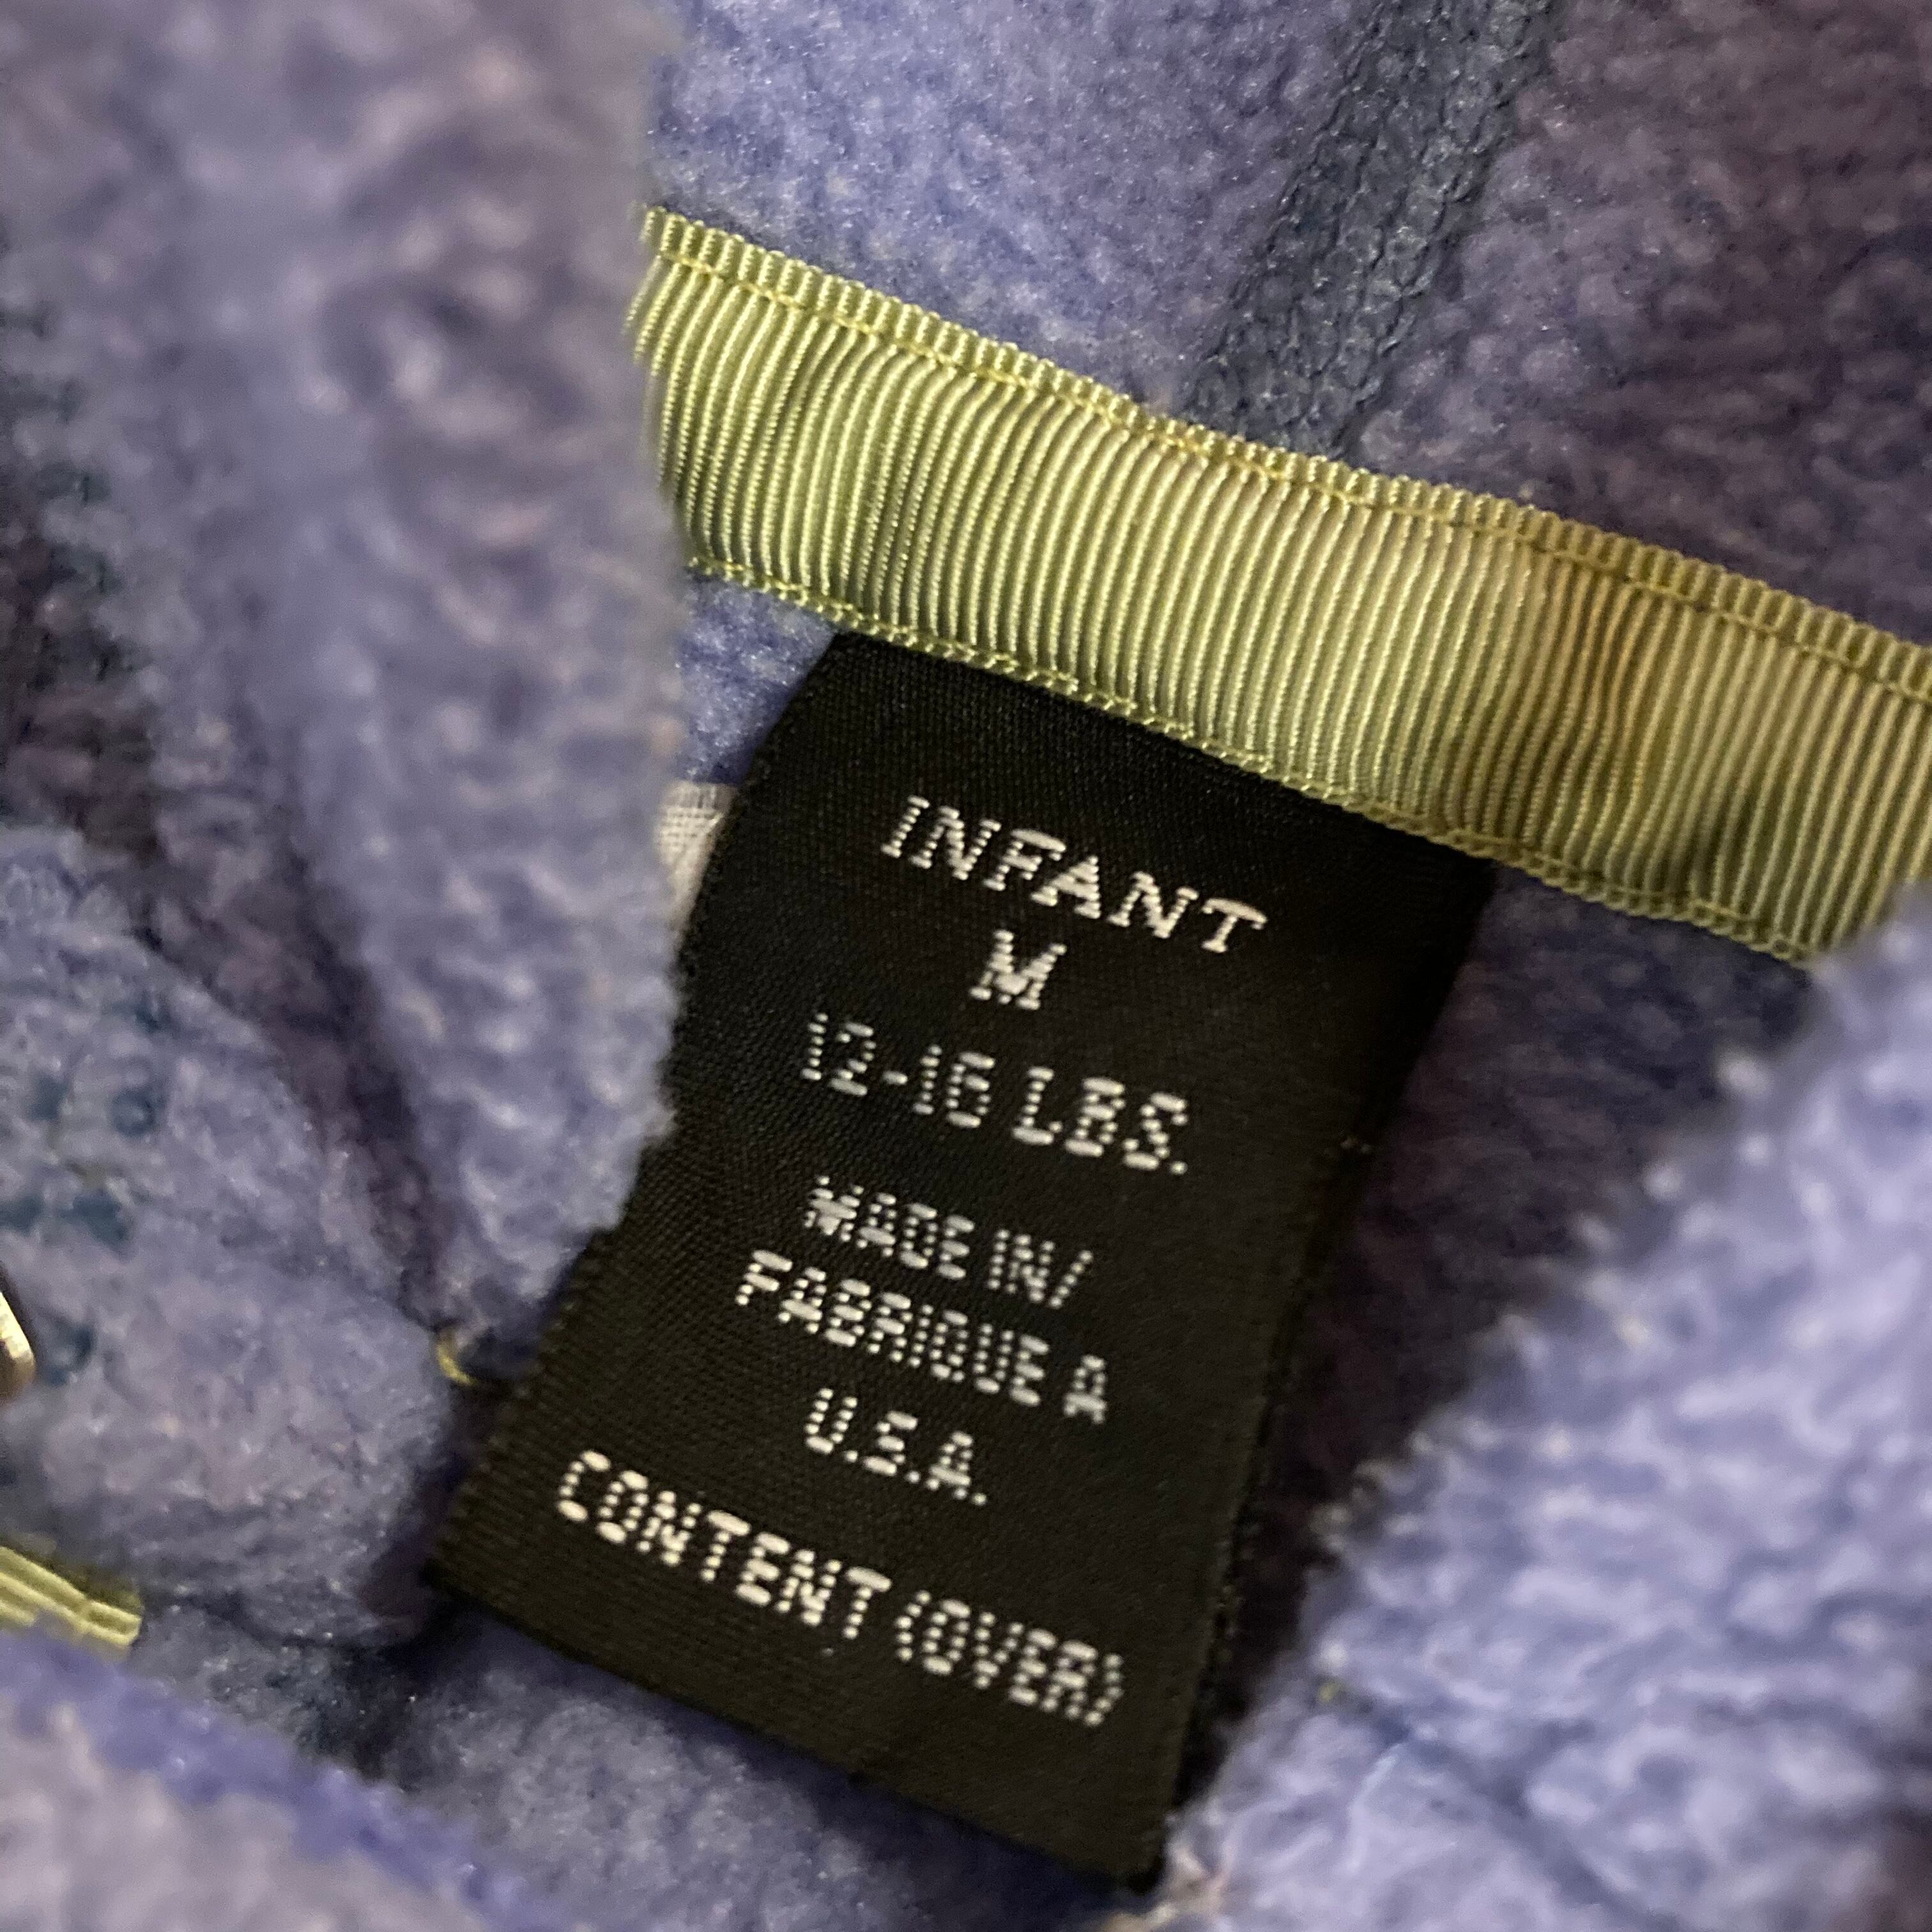 INFANT
M
12-16 LBS.
MADE IN/
FABRIQUE A
U.S.A.
CONTENT (OVER)